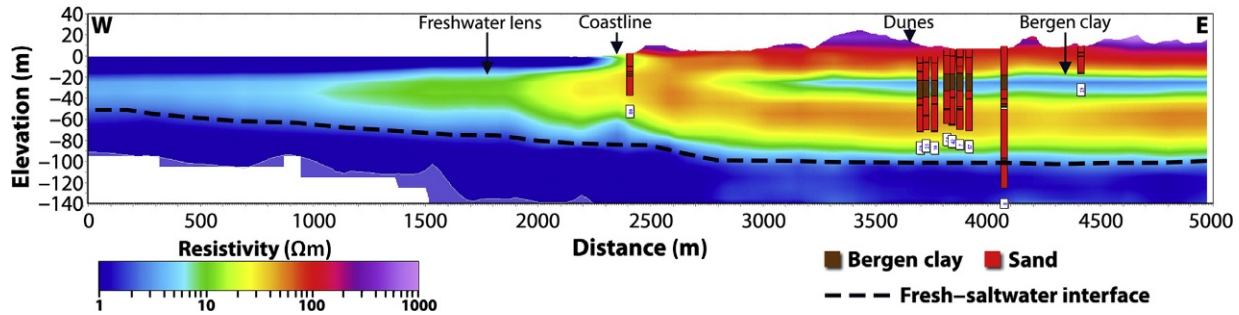 W
E
Freshwater lens
Coastline
Dunes
Bergen clay
Elevation (m)
40
20
0
−20
−40
−60
−80
−100
−120
−140
0 500 1000 1500 2000 2500 3000 3500 4000 4500 5000
Distance (m)
Resistivity (Ωm)
1 10 100 1000
Bergen clay
Sand
Fresh–saltwater interface